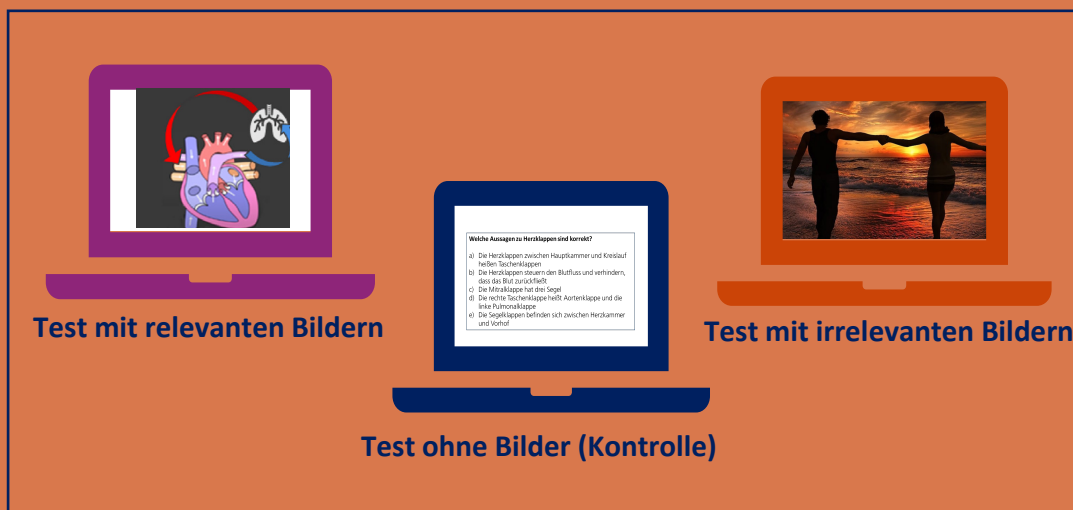 Welche Aussagen zu Herzklappen sind korrekt?
a) Die Herzklappen zwischen Hauptkammer und Kreislauf
heißen Taschenklappen
b) Die Herzklappen steuern den Blutfluss und verhindern,
dass das Blut zurückfließt
c) Die Mitralklappe hat drei Segel
d) Die rechte Taschenklappe heißt Aortenklappe und die
linke Pulmonalklappe
e) Die Segelklappen befinden sich zwischen Herzkammer
und Vorhof
Test mit relevanten Bildern
Test mit irrelevanten Bildern
Test ohne Bilder (Kontrolle)